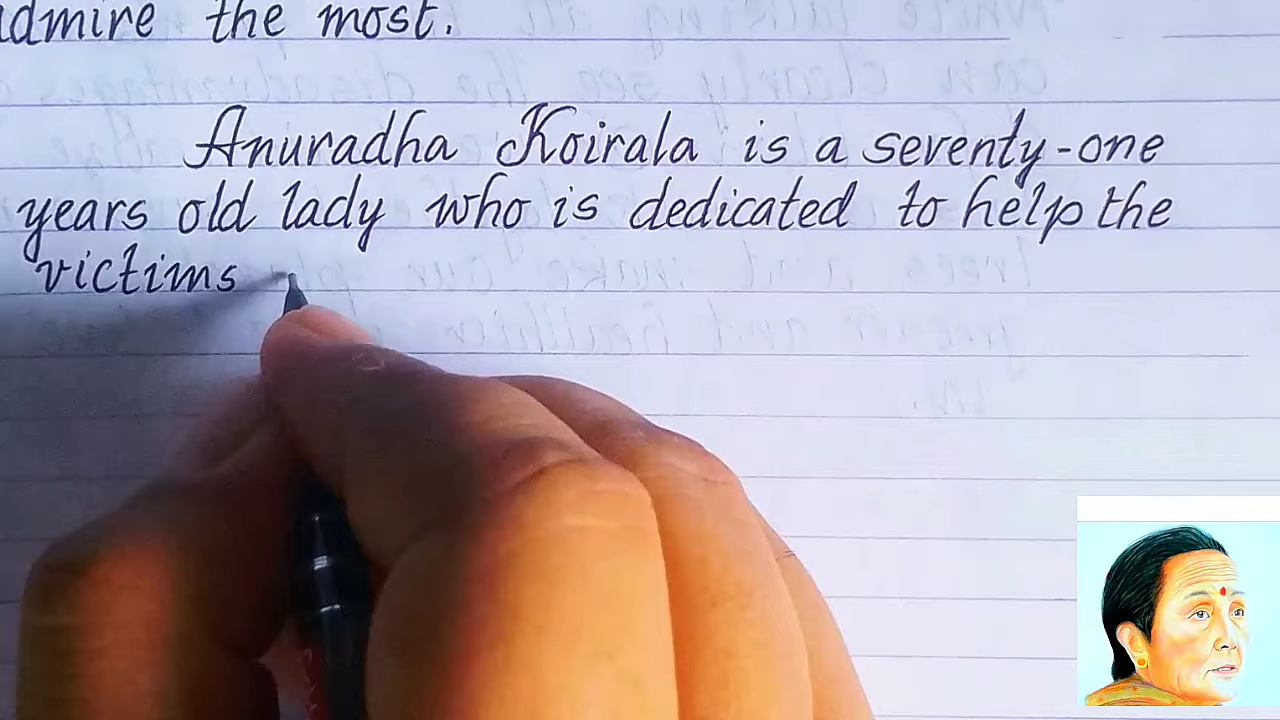 admire the most.
Anuradha Koirala is a seventy-one
years old lady who is dedicated to help the
victims